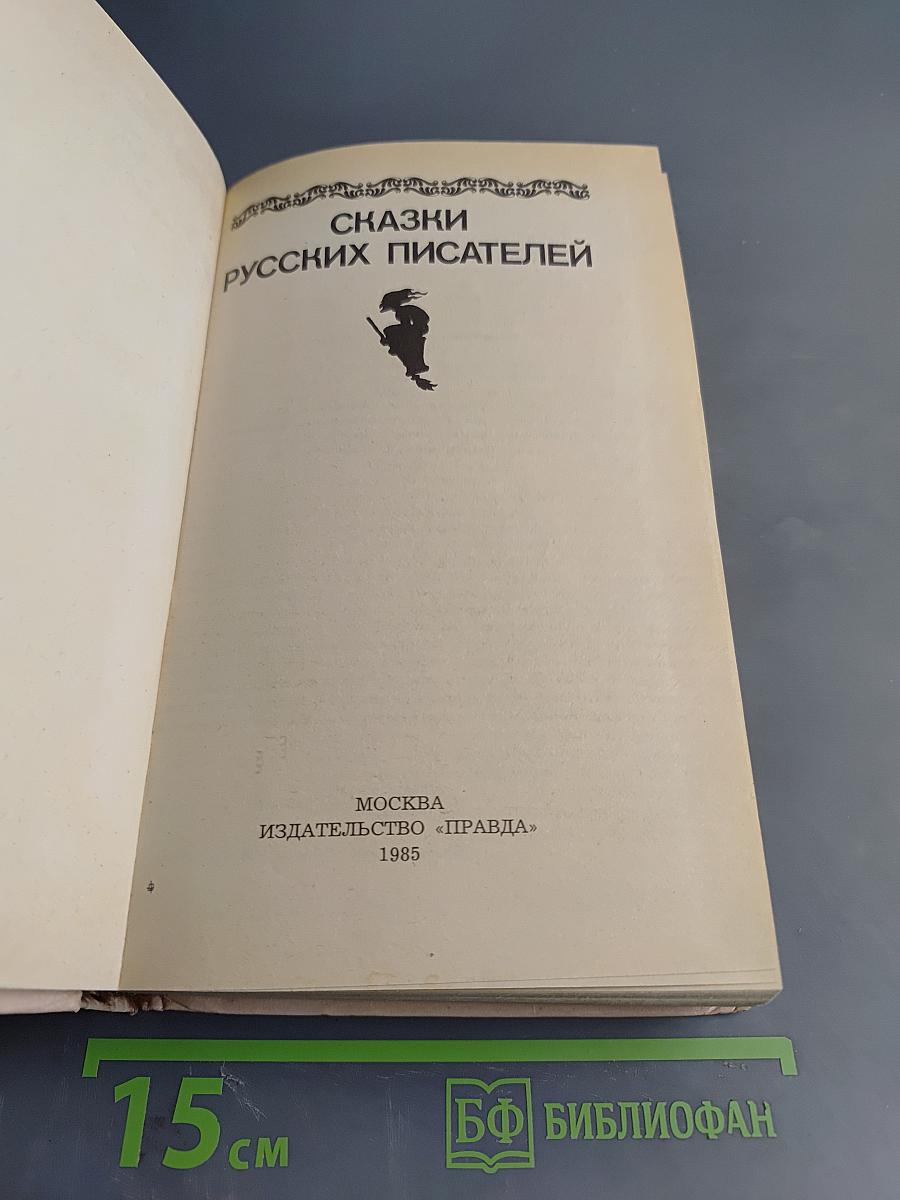 СКАЗКИ
РУССКИХ ПИСАТЕЛЕЙ
МОСКВА
ИЗДАТЕЛЬСТВО «ПРАВДА»
1985
15 см
БФ БИБЛИОФАН